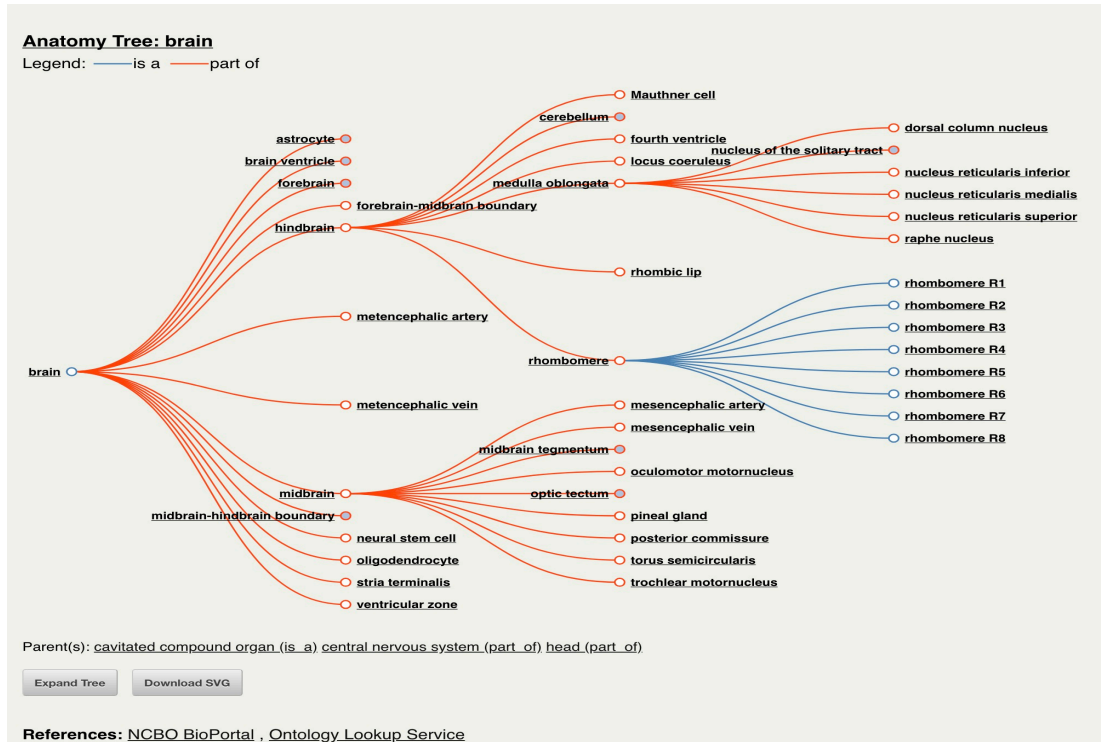 Anatomy Tree: brain
Legend: is a part of
brain
astrocyte
brain ventricle
forebrain
forebrain-midbrain boundary
hindbrain
metencephalic artery
metencephalic vein
midbrain
midbrain-hindbrain boundary
neural stem cell
oligodendrocyte
stria terminalis
ventricular zone
Mauthner cell
cerebellum
fourth ventricle
locus coeruleus
medulla oblongata
rhombic lip
rhombomere
mesencephalic artery
mesencephalic vein
midbrain tegmentum
oculomotor motornucleus
optic tectum
pineal gland
posterior commissure
torus semicircularis
trochlear motornucleus
dorsal column nucleus
nucleus of the solitary tract
nucleus reticularis inferior
nucleus reticularis medialis
nucleus reticularis superior
raphe nucleus
rhombomere R1
rhombomere R2
rhombomere R3
rhombomere R4
rhombomere R5
rhombomere R6
rhombomere R7
rhombomere R8
Parent(s): cavitated compound organ (is_a) central nervous system (part_of) head (part_of)
Expand Tree Download SVG
References: NCBO BioPortal , Ontology Lookup Service